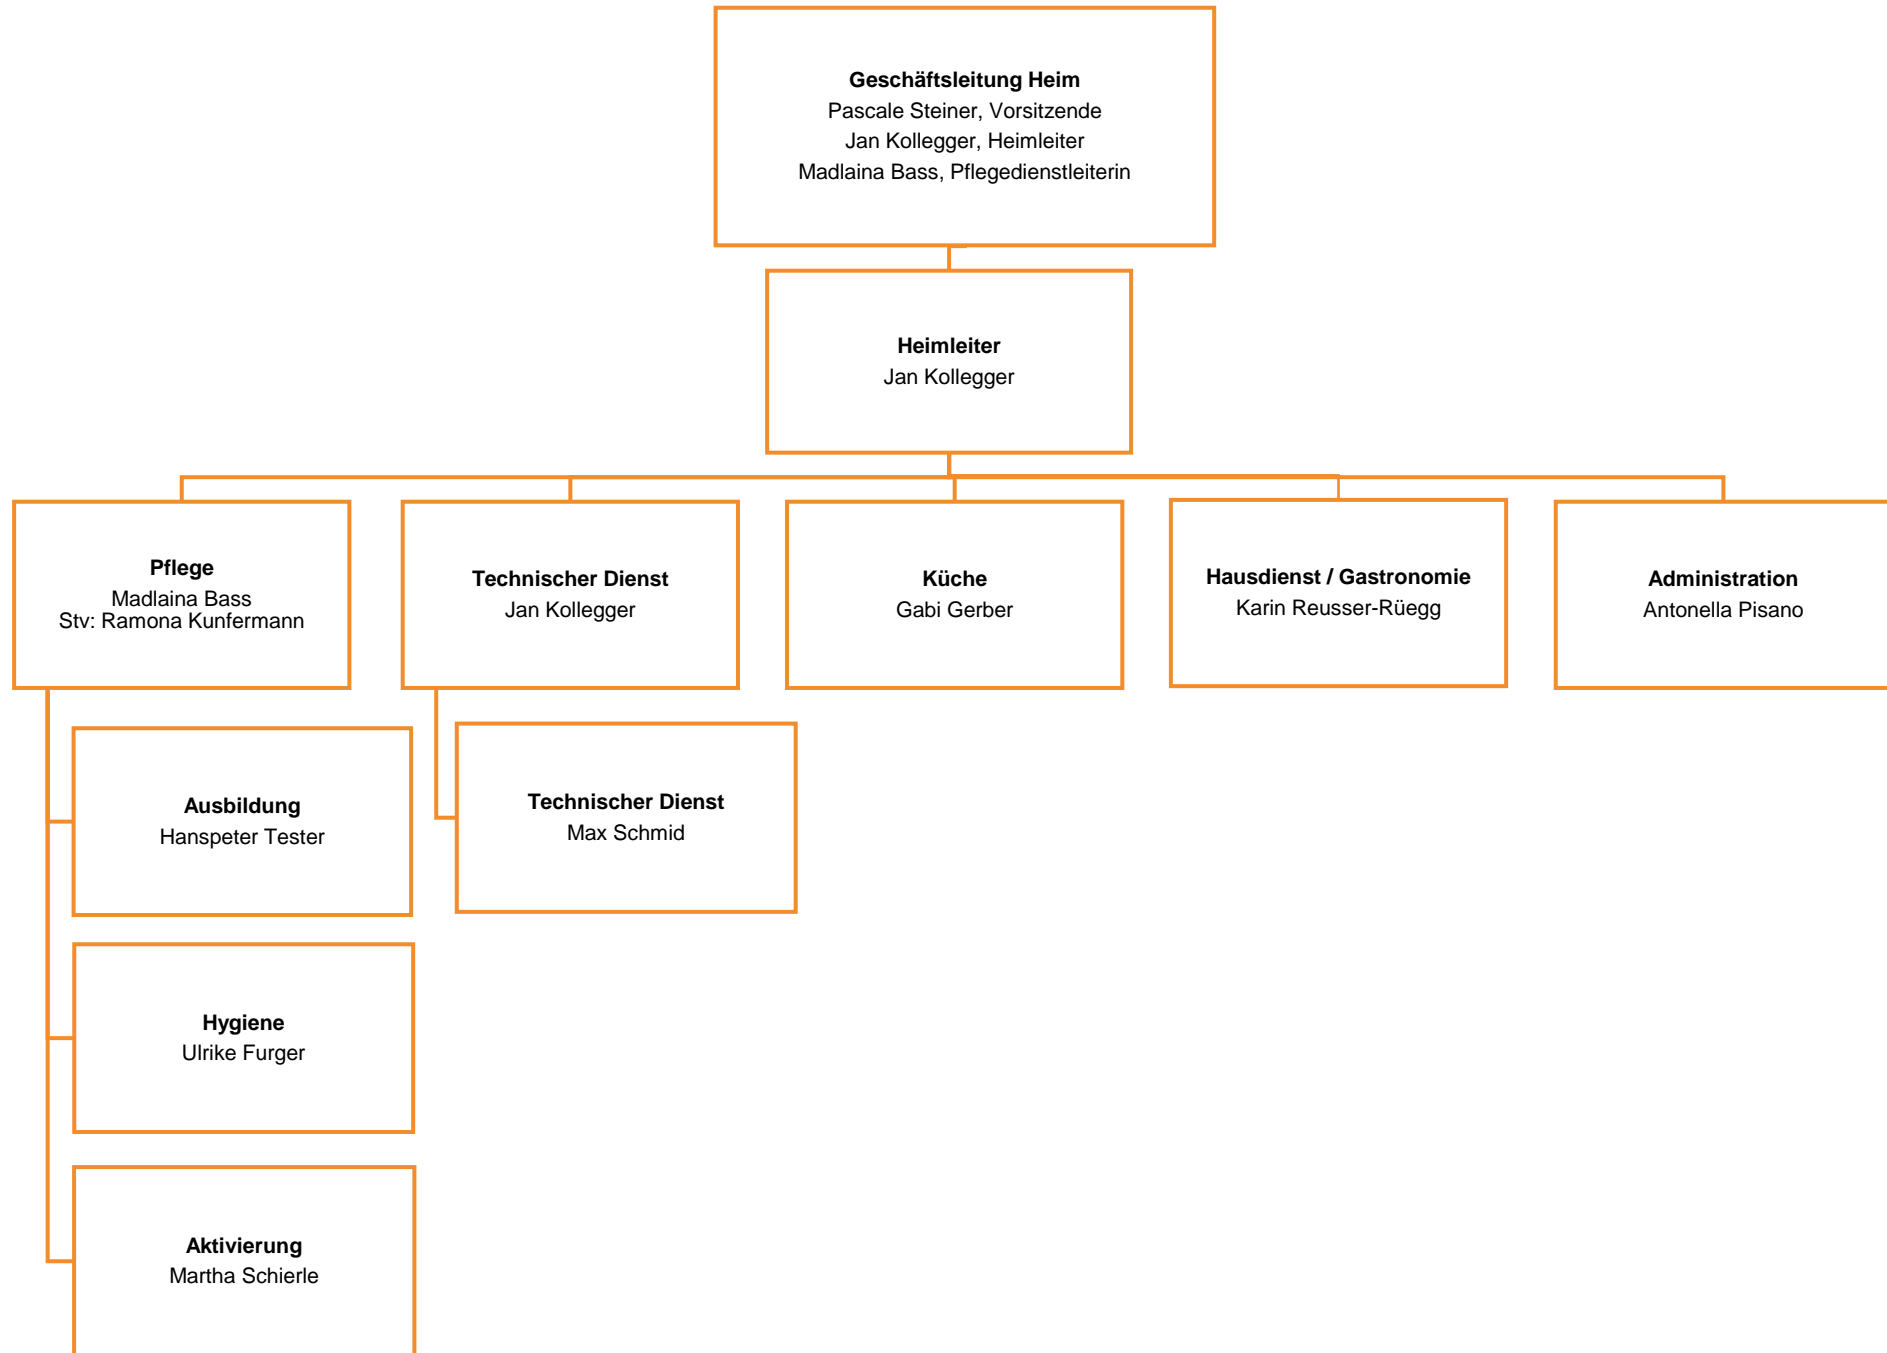 Geschäftsleitung Heim
Pascale Steiner, Vorsitzende
Jan Kollegger, Heimleiter
Madlaina Bass, Pflegedienstleiterin
Heimleiter
Jan Kollegger
Pflege
Madlaina Bass
Stv: Ramona Kunfermann
Technischer Dienst
Jan Kollegger
Küche
Gabi Gerber
Hausdienst / Gastronomie
Karin Reusser-Rüegg
Administration
Antonella Pisano
Ausbildung
Hanspeter Tester
Technischer Dienst
Max Schmid
Hygiene
Ulrike Furger
Aktivierung
Martha Schierle